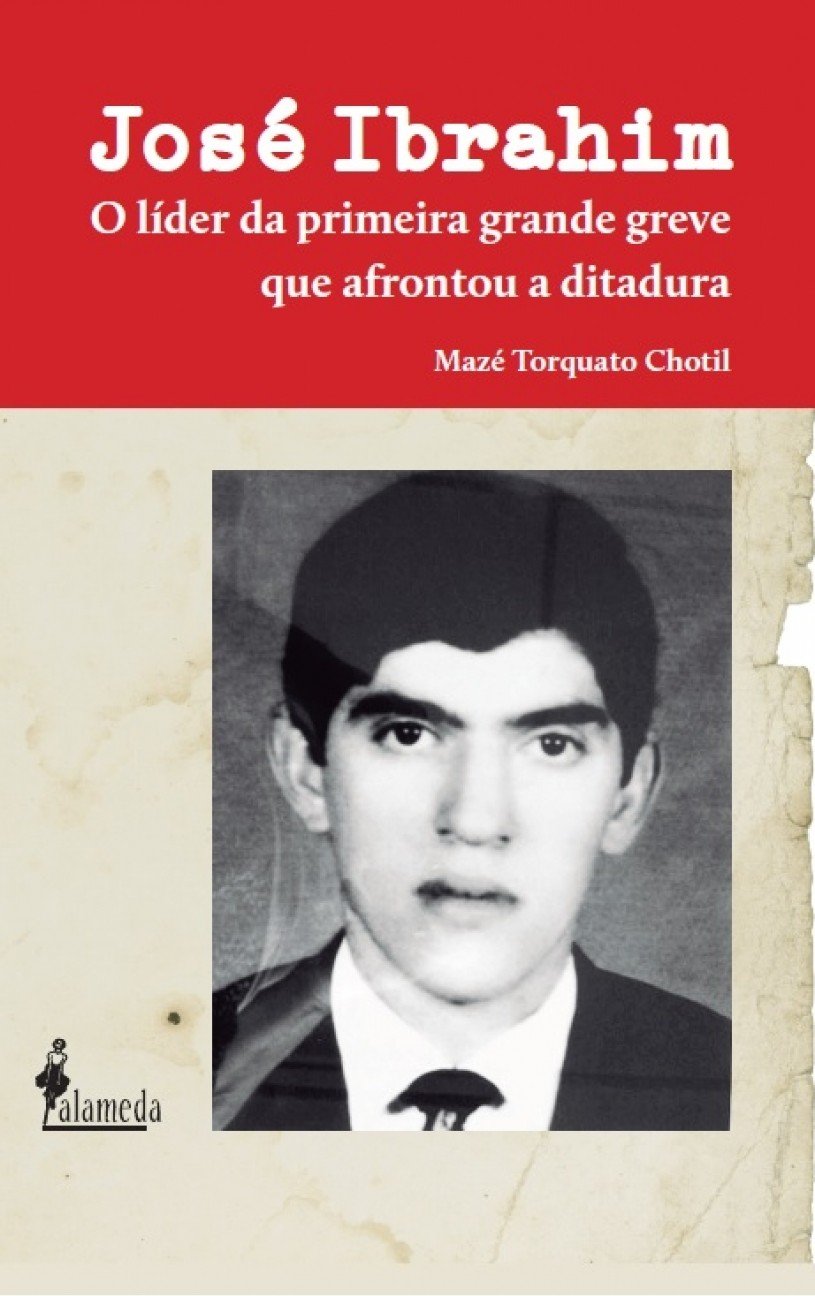 José Ibrahim
O líder da primeira grande greve
que afrontou a ditadura
Mazé Torquato Chotil
alameda